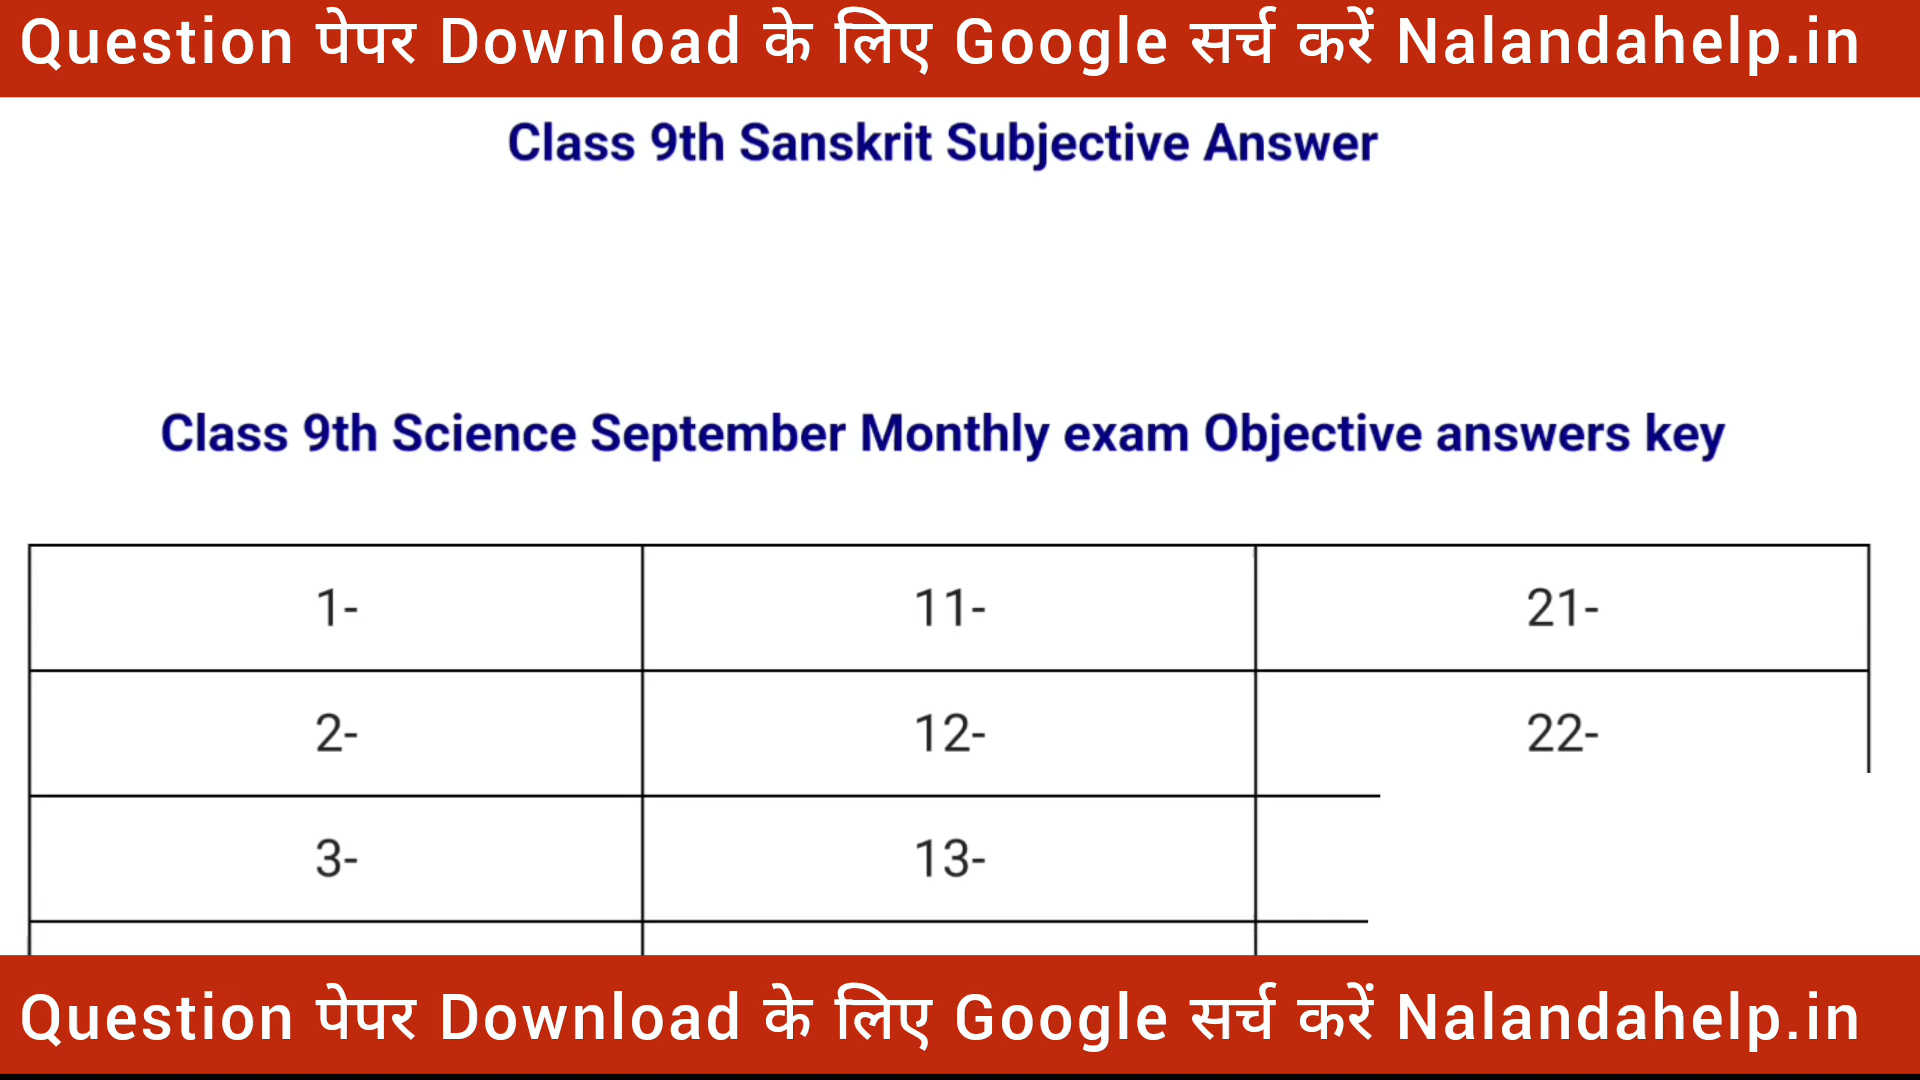 Question पेपर Download के लिए Google सर्च करें Nalandahelp.in
Class 9th Sanskrit Subjective Answer
Class 9th Science September Monthly exam Objective answers key
1- 11- 21-
2- 12- 22-
3- 13-
Question पेपर Download के लिए Google सर्च करें Nalandahelp.in